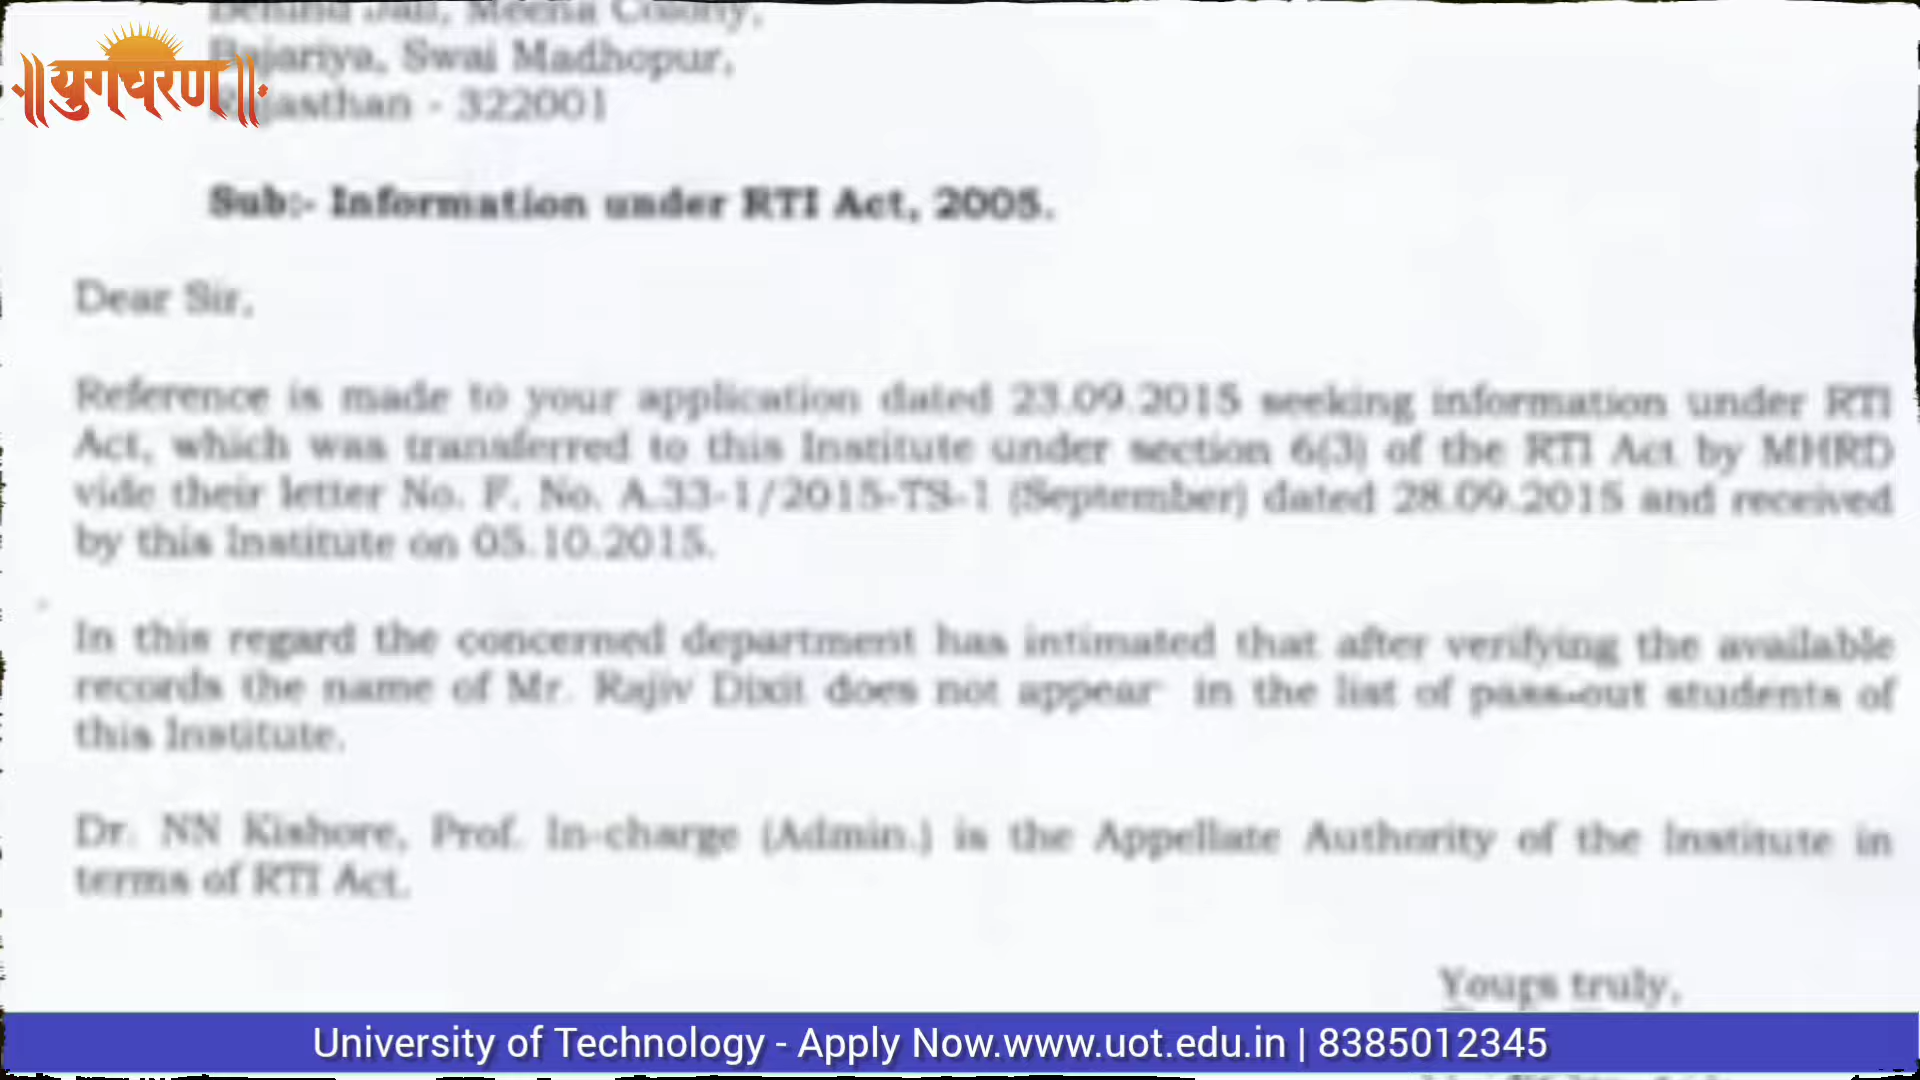 Behind Jail, Meena Colony,
Bajariya, Swai Madhopur,
Rajasthan - 322001
॥युगचरण॥
Sub:- Information under RTI Act, 2005.
Dear Sir,
Reference is made to your application dated 23.09.2015 seeking information under RTI
Act, which was transferred to this Institute under section 6(3) of the RTI Act by MHRD
vide their letter No. F. No. A.33-1/2015-TS-1 (September) dated 28.09.2015 and received
by this Institute on 05.10.2015.
In this regard the concerned department has intimated that after verifying the available
records the name of Mr. Rajiv Dixit does not appear in the list of pass-out students of
this Institute.
Dr. NN Kishore, Prof. In-charge (Admin.) is the Appellate Authority of the Institute in
terms of RTI Act.
Yours truly,
University of Technology - Apply Now.www.uot.edu.in | 8385012345